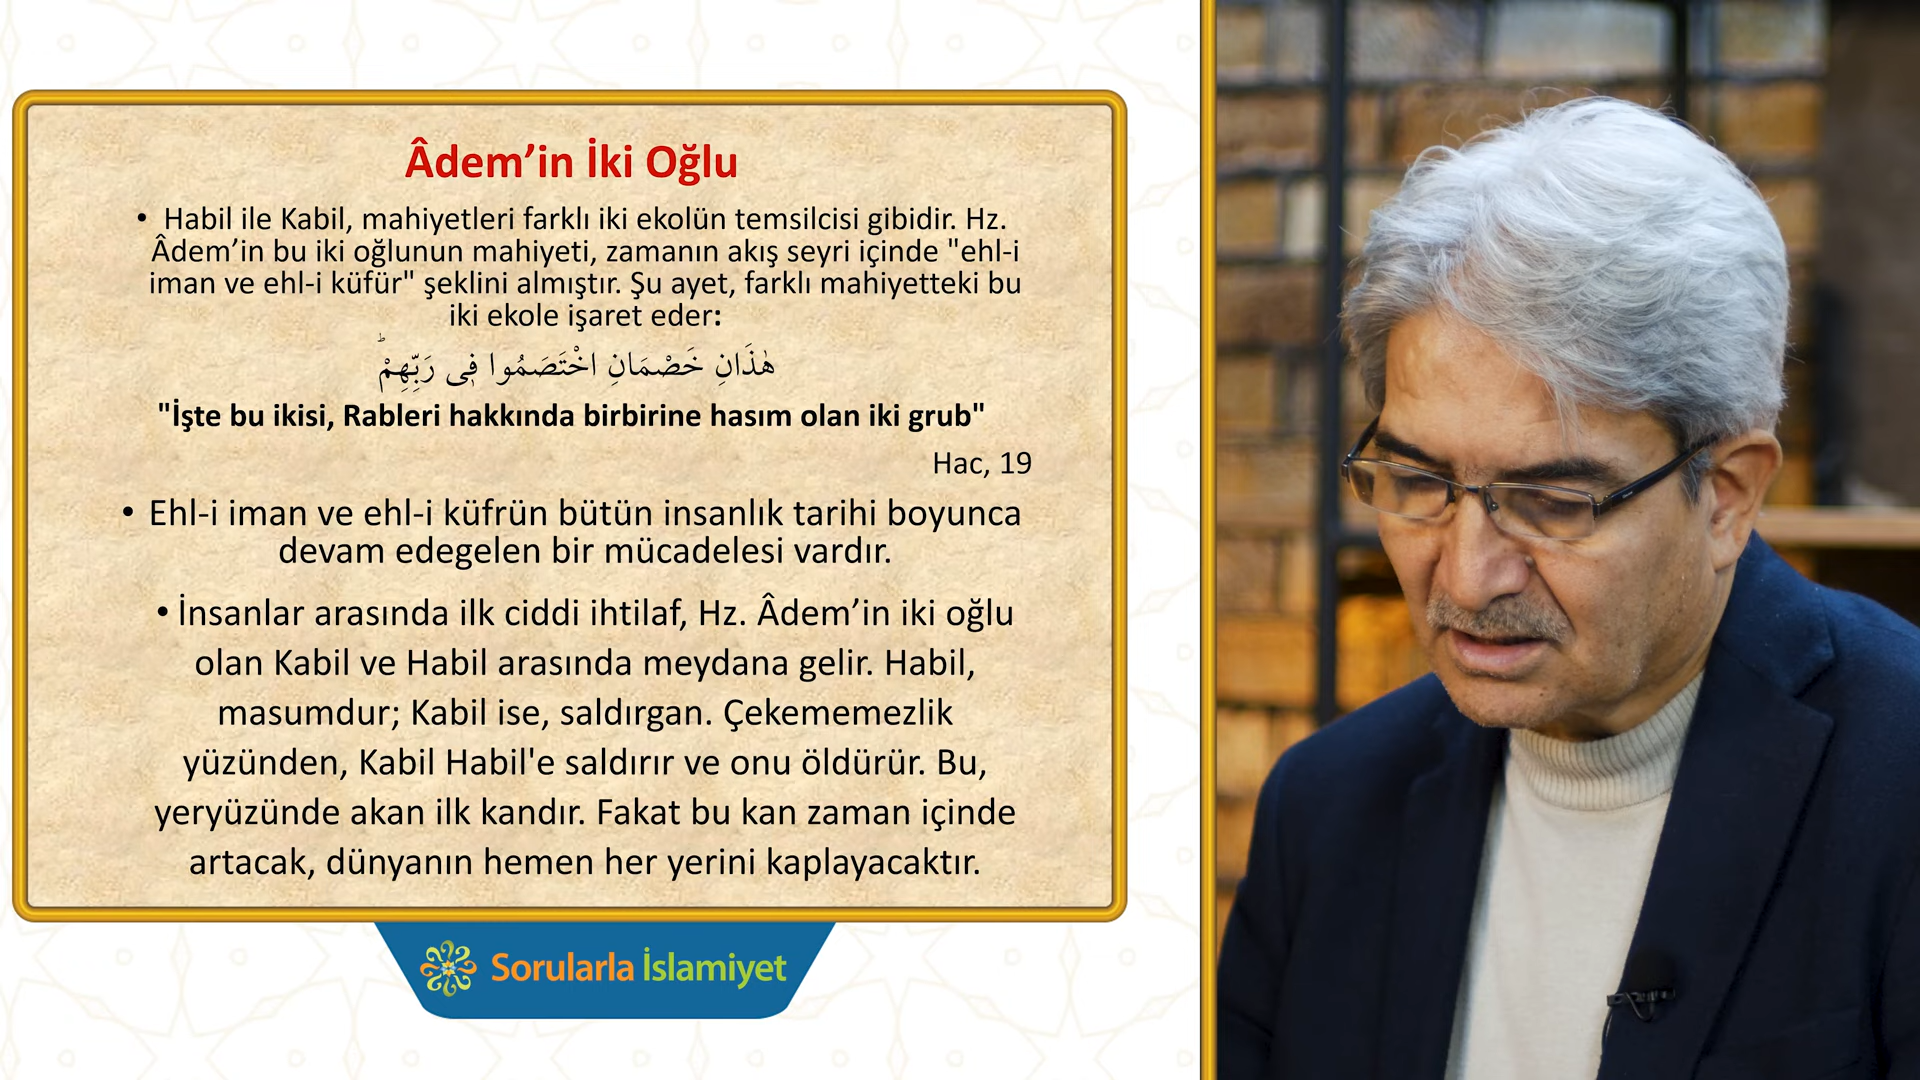 Âdem’in İki Oğlu
• Habil ile Kabil, mahiyetleri farklı iki ekolün temsilcisi gibidir. Hz.
Âdem’in bu iki oğlunun mahiyeti, zamanın akış seyri içinde "ehl-i
iman ve ehl-i küfür" şeklini almıştır. Şu ayet, farklı mahiyetteki bu
iki ekole işaret eder:
هٰذَانِ خَصْمَانِ اخْتَصَمُوا فٖى رَبِّهِمْؕ
"İşte bu ikisi, Rableri hakkında birbirine hasım olan iki grub"
Hac, 19
• Ehl-i iman ve ehl-i küfrün bütün insanlık tarihi boyunca
devam edegelen bir mücadelesi vardır.
• İnsanlar arasında ilk ciddi ihtilaf, Hz. Âdem’in iki oğlu
olan Kabil ve Habil arasında meydana gelir. Habil,
masumdur; Kabil ise, saldırgan. Çekememezlik
yüzünden, Kabil Habil'e saldırır ve onu öldürür. Bu,
yeryüzünde akan ilk kandır. Fakat bu kan zaman içinde
artacak, dünyanın hemen her yerini kaplayacaktır.
Sorularla İslamiyet